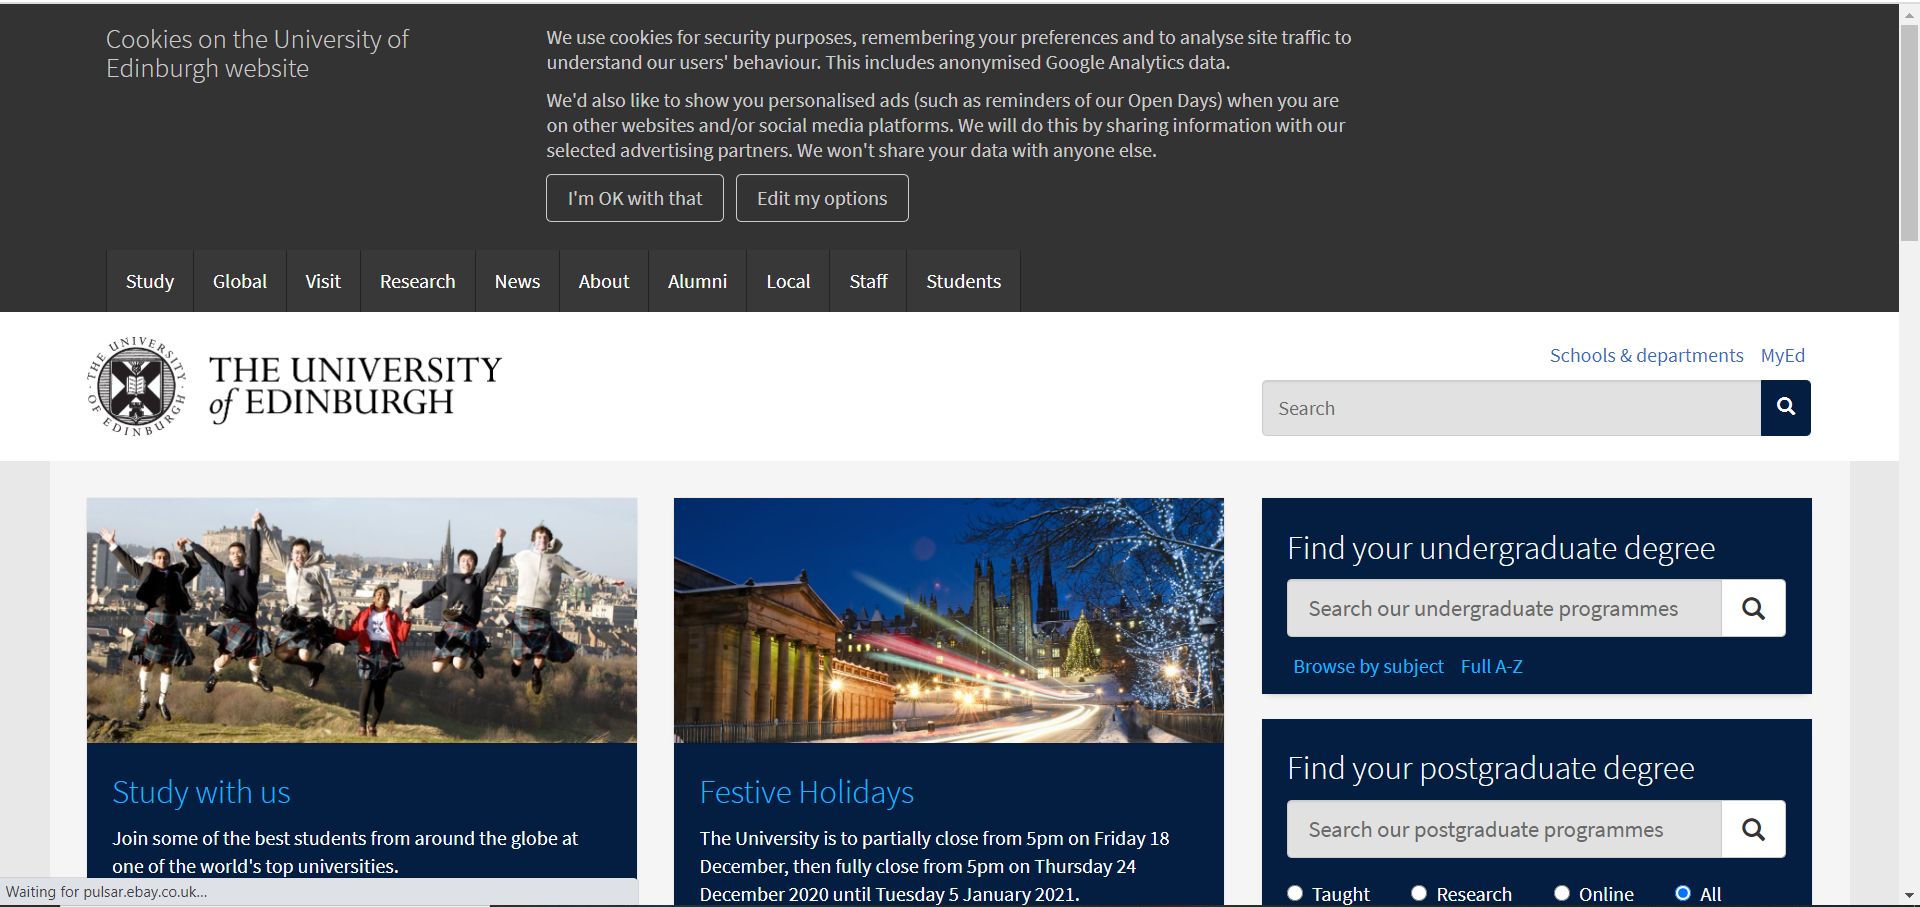 Cookies on the University of
Edinburgh website
We use cookies for security purposes, remembering your preferences and to analyse site traffic to
understand our users' behaviour. This includes anonymised Google Analytics data.
We'd also like to show you personalised ads (such as reminders of our Open Days) when you are
on other websites and/or social media platforms. We will do this by sharing information with our
selected advertising partners. We won't share your data with anyone else.
I'm OK with that Edit my options
Study Global Visit Research News About Alumni Local Staff Students
THE UNIVERSITY OF EDINBURGH
THE UNIVERSITY
of EDINBURGH
Schools & departments MyEd
Search
Study with us
Join some of the best students from around the globe at
one of the world's top universities.
Festive Holidays
The University is to partially close from 5pm on Friday 18
December, then fully close from 5pm on Thursday 24
December 2020 until Tuesday 5 January 2021.
Find your undergraduate degree
Search our undergraduate programmes
Browse by subject Full A-Z
Find your postgraduate degree
Search our postgraduate programmes
Taught Research Online All
Waiting for pulsar.ebay.co.uk...